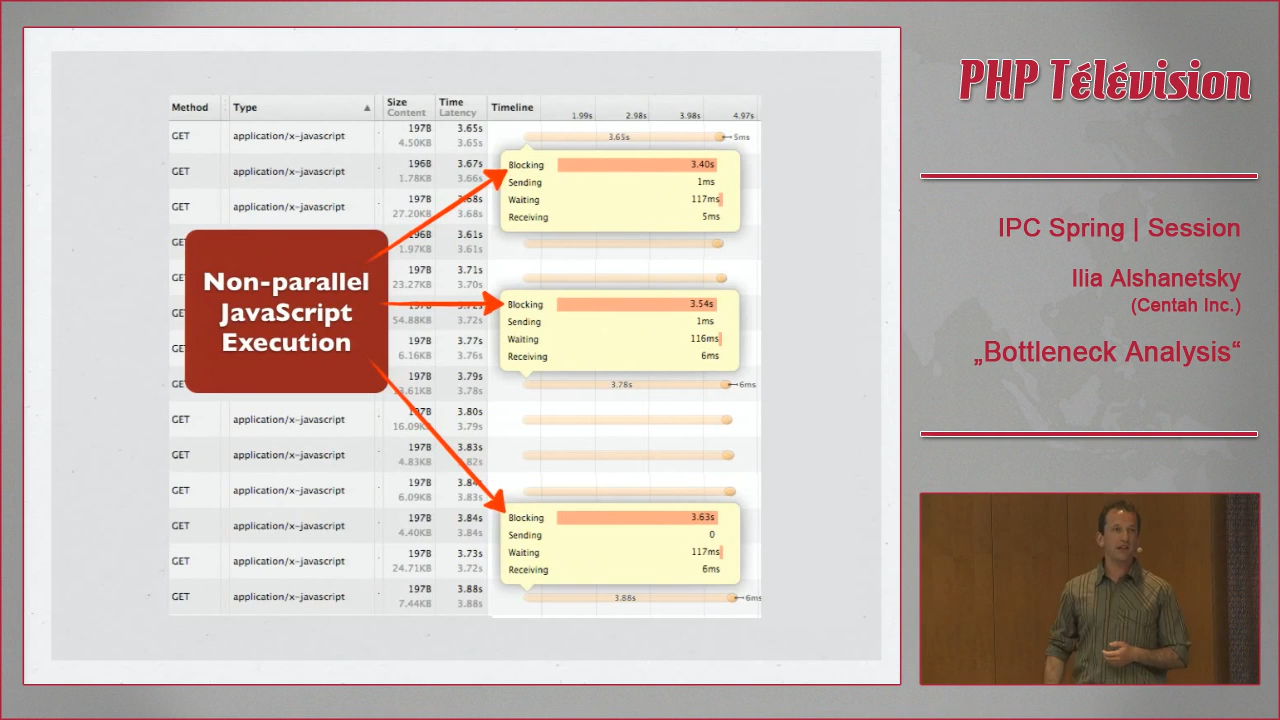 PHP Télévision
IPC Spring | Session
Ilia Alshanetsky
(Centah Inc.)
„Bottleneck Analysis“
Method Type Size Time Timeline
Content Latency 1.99s 2.98s 3.98s 4.97s
GET application/x-javascript 197B 3.65s 3.65s 5ms
4.50KB 3.65s
Blocking 3.40s
Sending 1ms
Waiting 117ms
Receiving 5ms
GET application/x-javascript 196B 3.67s
1.78KB 3.66s
GET application/x-javascript 197B 3.68s
27.20KB 3.68s
Non-parallel
JavaScript
Execution
196B 3.61s
1.97KB 3.61s
197B 3.71s
23.27KB 3.70s
Blocking 3.54s
Sending 1ms
Waiting 116ms
Receiving 6ms
54.88KB 3.72s
197B 3.77s
6.16KB 3.76s
197B 3.79s 3.78s 6ms
3.78s
GET application/x-javascript 197B 3.80s
16.09KB 3.79s
GET application/x-javascript 197B 3.83s
4.83KB
GET application/x-javascript 197B 3.84s
6.09KB 3.83s
Blocking 3.63s
Sending 0
Waiting 117ms
Receiving 6ms
GET application/x-javascript 197B 3.84s
4.40KB 3.84s
GET application/x-javascript 197B 3.73s
24.71KB 3.72s
GET application/x-javascript 197B 3.88s 3.88s 6ms
7.44KB 3.88s